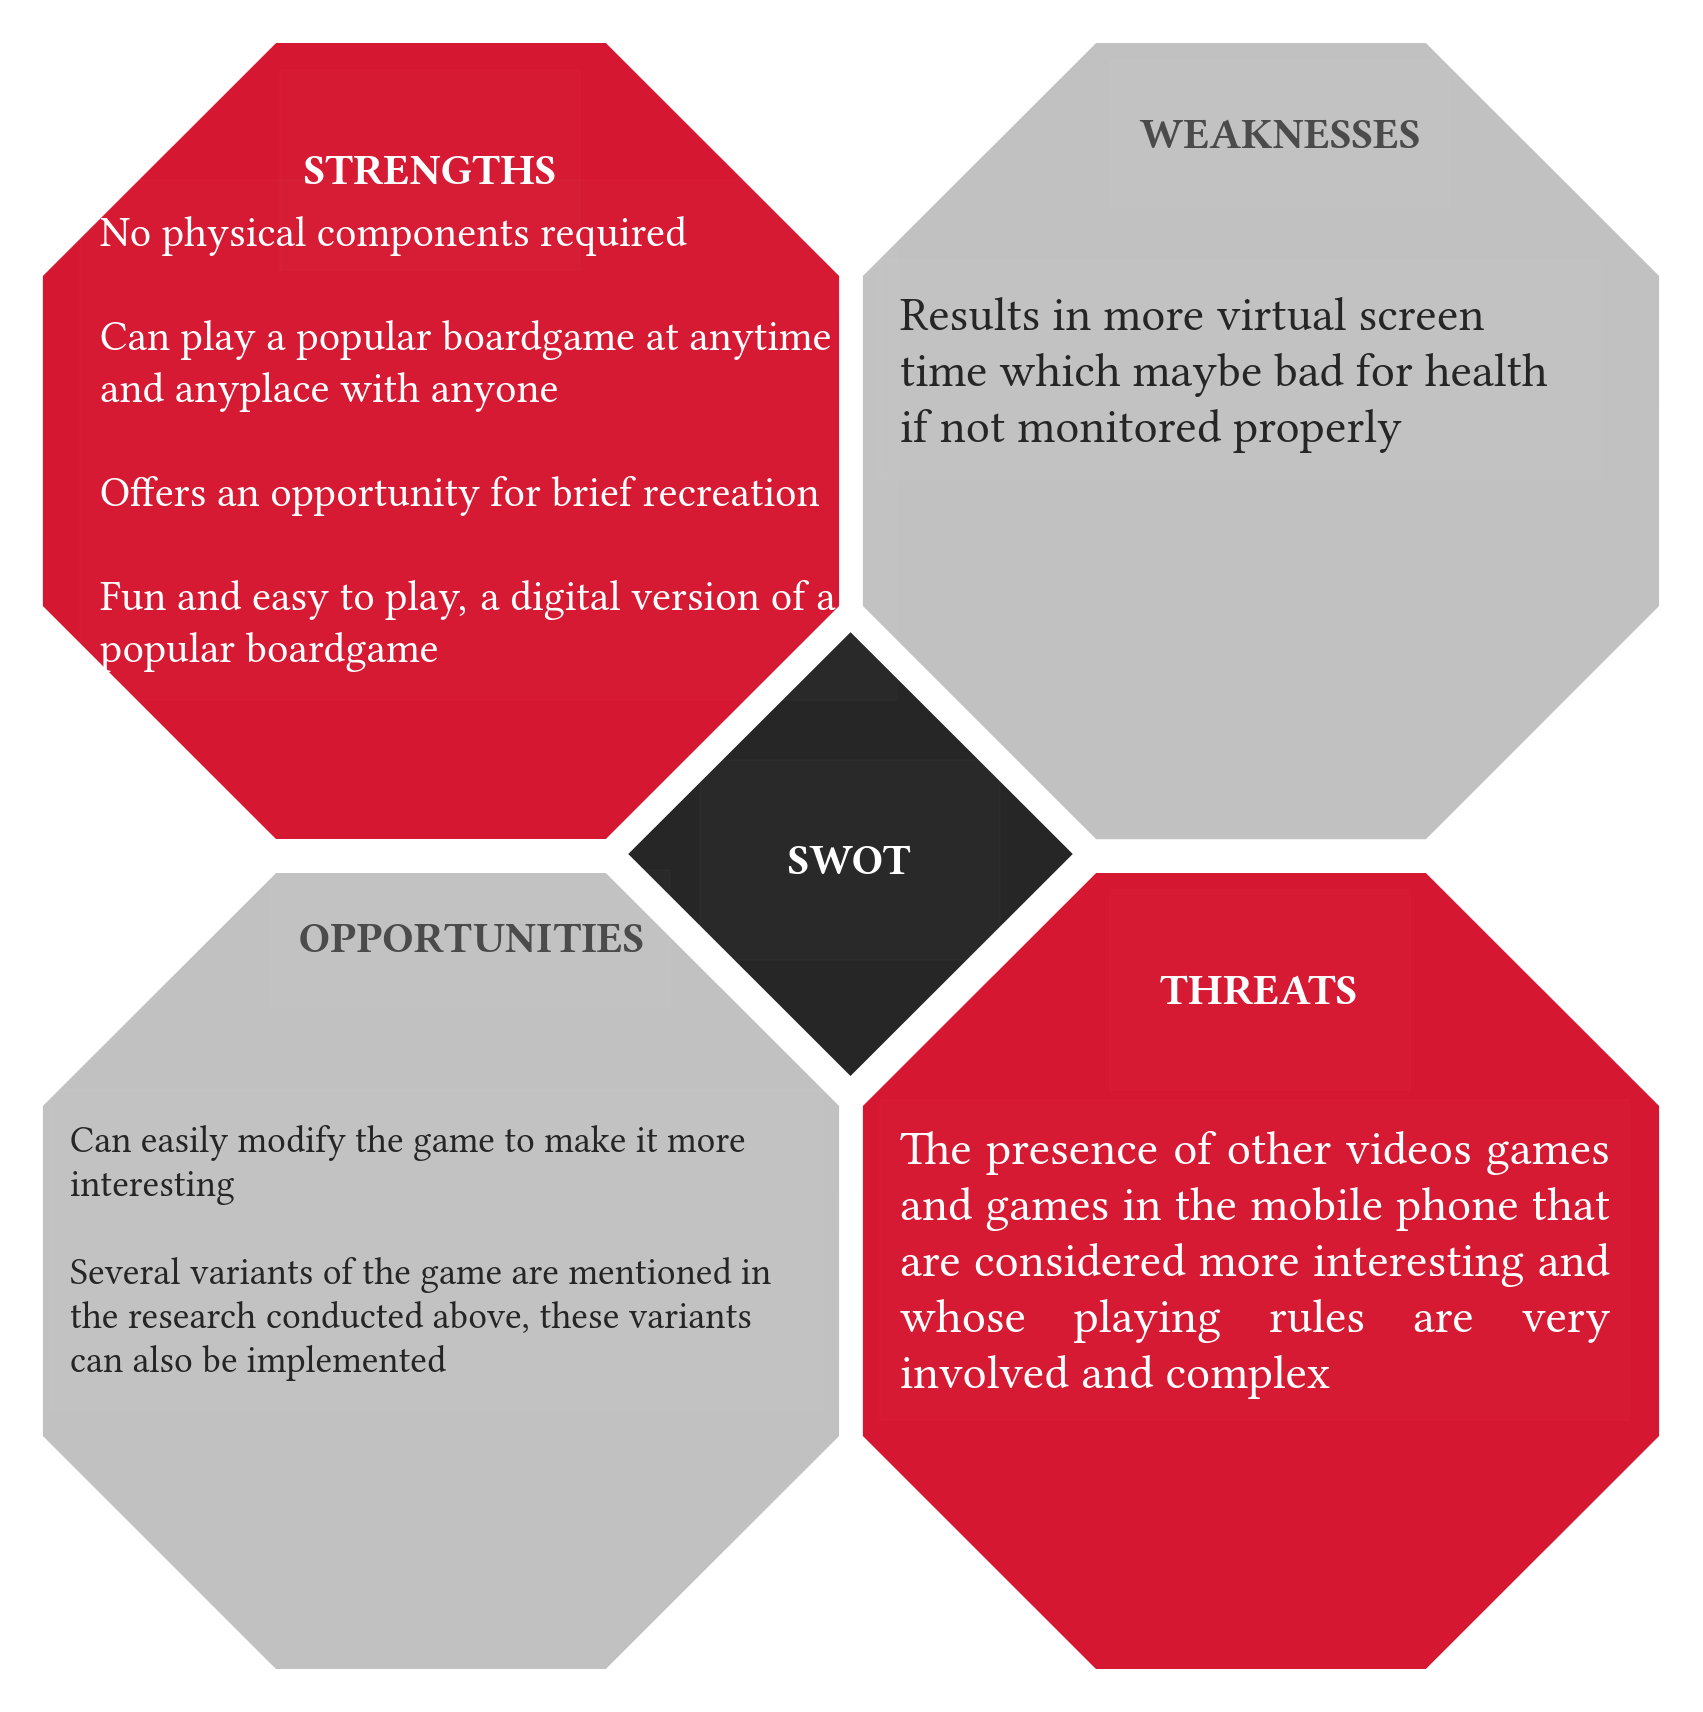 STRENGTHS
No physical components required
Can play a popular boardgame at anytime
and anyplace with anyone
Offers an opportunity for brief recreation
Fun and easy to play, a digital version of a
popular boardgame
WEAKNESSES
Results in more virtual screen
time which maybe bad for health
if not monitored properly
SWOT
OPPORTUNITIES
Can easily modify the game to make it more
interesting
Several variants of the game are mentioned in
the research conducted above, these variants
can also be implemented
THREATS
The presence of other videos games
and games in the mobile phone that
are considered more interesting and
whose playing rules are very
involved and complex